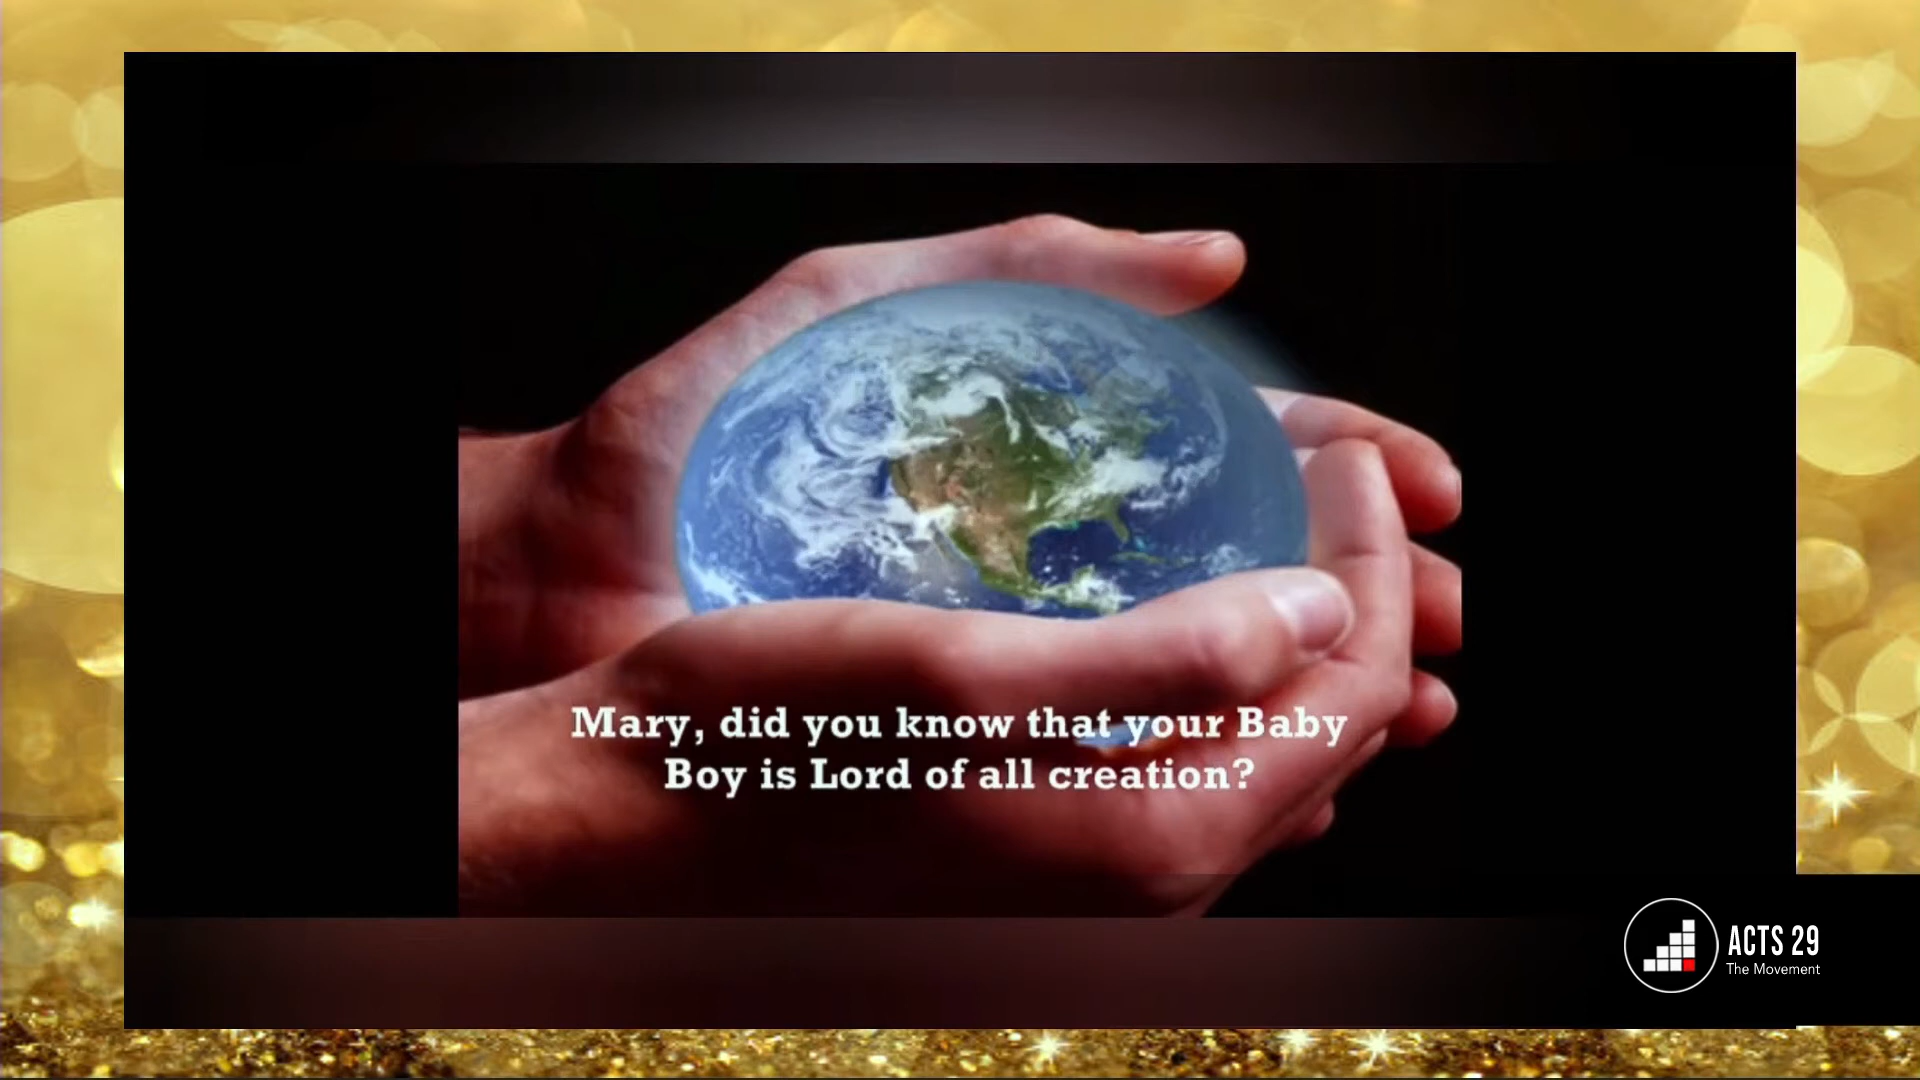 Mary, did you know that your Baby
Boy is Lord of all creation?
ACTS 29
The Movement